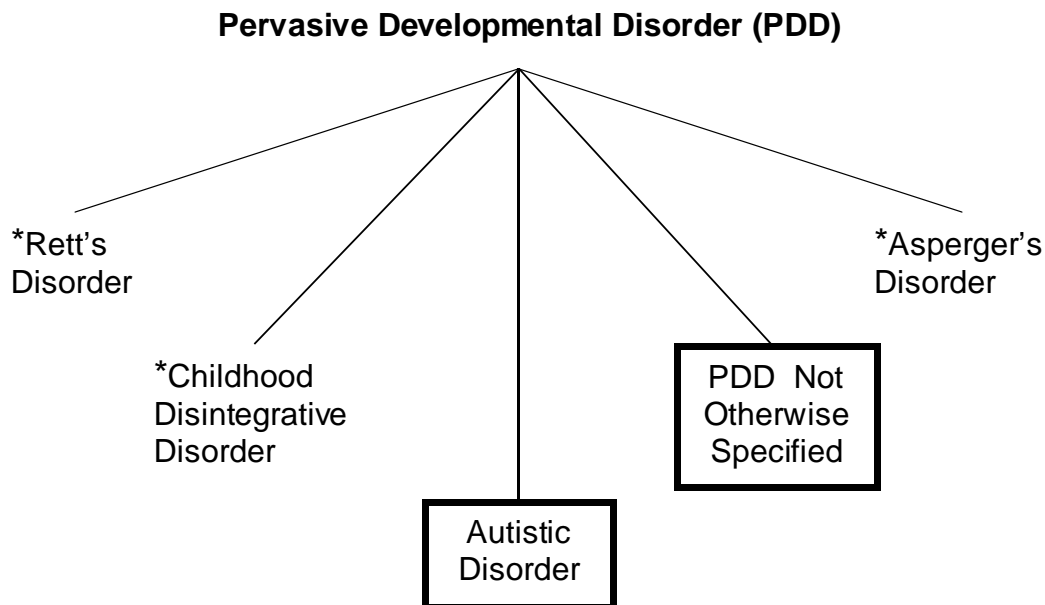 Pervasive Developmental Disorder (PDD)
*Rett's
Disorder
*Asperger's
Disorder
*Childhood
Disintegrative
Disorder
PDD Not
Otherwise
Specified
Autistic
Disorder